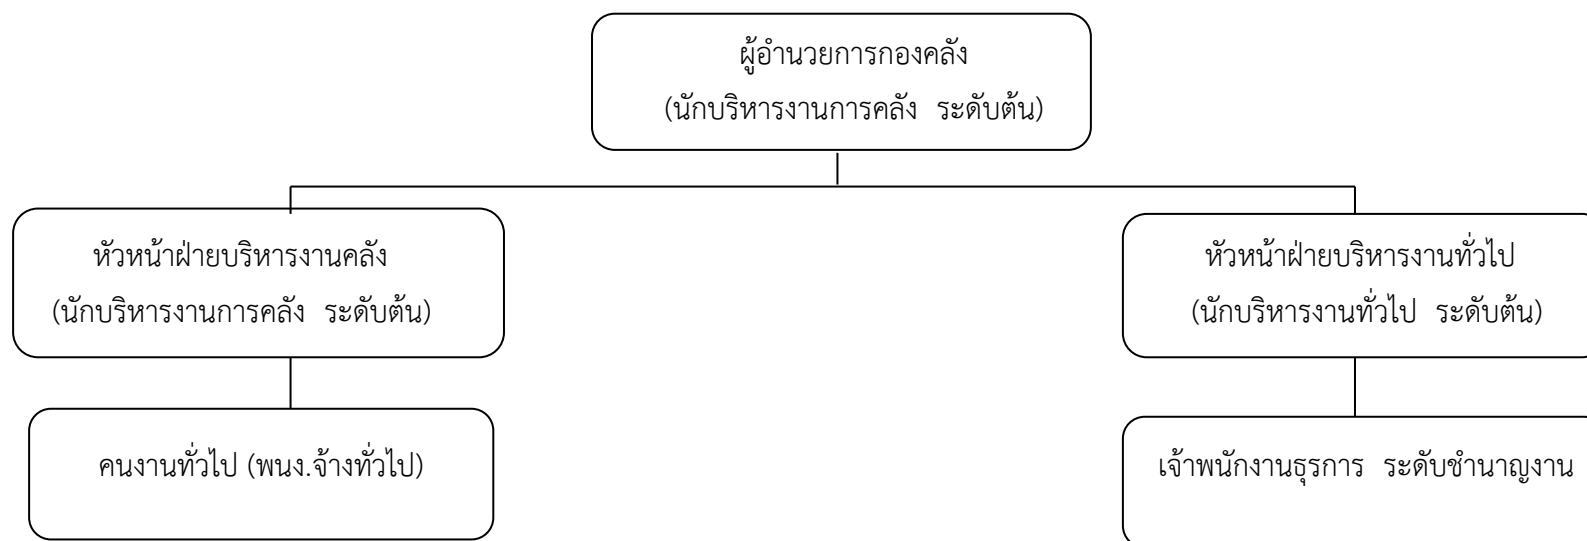 ผู้อำนวยการกองคลัง
(นักบริหารงานการคลัง ระดับต้น)
หัวหน้าฝ่ายบริหารงานคลัง
(นักบริหารงานการคลัง ระดับต้น)
หัวหน้าฝ่ายบริหารงานทั่วไป
(นักบริหารงานทั่วไป ระดับต้น)
คนงานทั่วไป (พนง.จ้างทั่วไป)
เจ้าพนักงานธุรการ ระดับชำนาญงาน